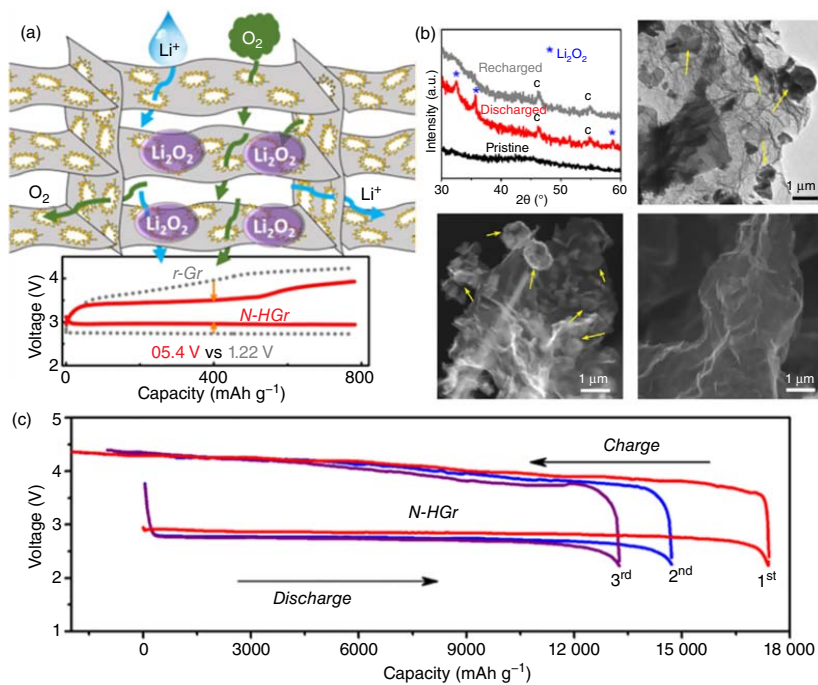 (a)
Li+
O2
Li2O2
Li2O2
O2
Li+
Li2O2
Li2O2
Voltage (V)
4
3
2
r-Gr
N-HGr
05.4 V vs 1.22 V
0
400
800
Capacity (mAh g−1)
(b)
Intensity (a.u.)
* Li2O2
Recharged
* * c c
Discharged
c c *
Pristine
30 40 50 60
2θ (°)
1 μm
1 μm
1 μm
(c)
Voltage (V)
5
4
3
2
1
Charge
N-HGr
Discharge
3rd
2nd
1st
0 3000 6000 9000 12 000 15 000 18 000
Capacity (mAh g−1)